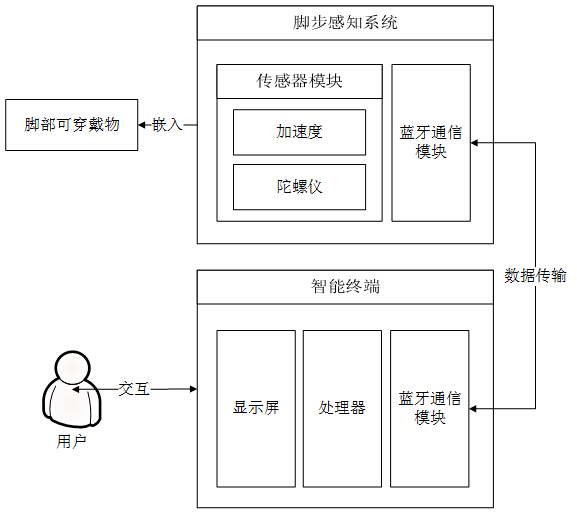 脚步感知系统
传感器模块
加速度
陀螺仪
蓝牙通信
模块
脚部可穿戴物
嵌入
数据传输
智能终端
显示屏
处理器
蓝牙通信
模块
交互
用户